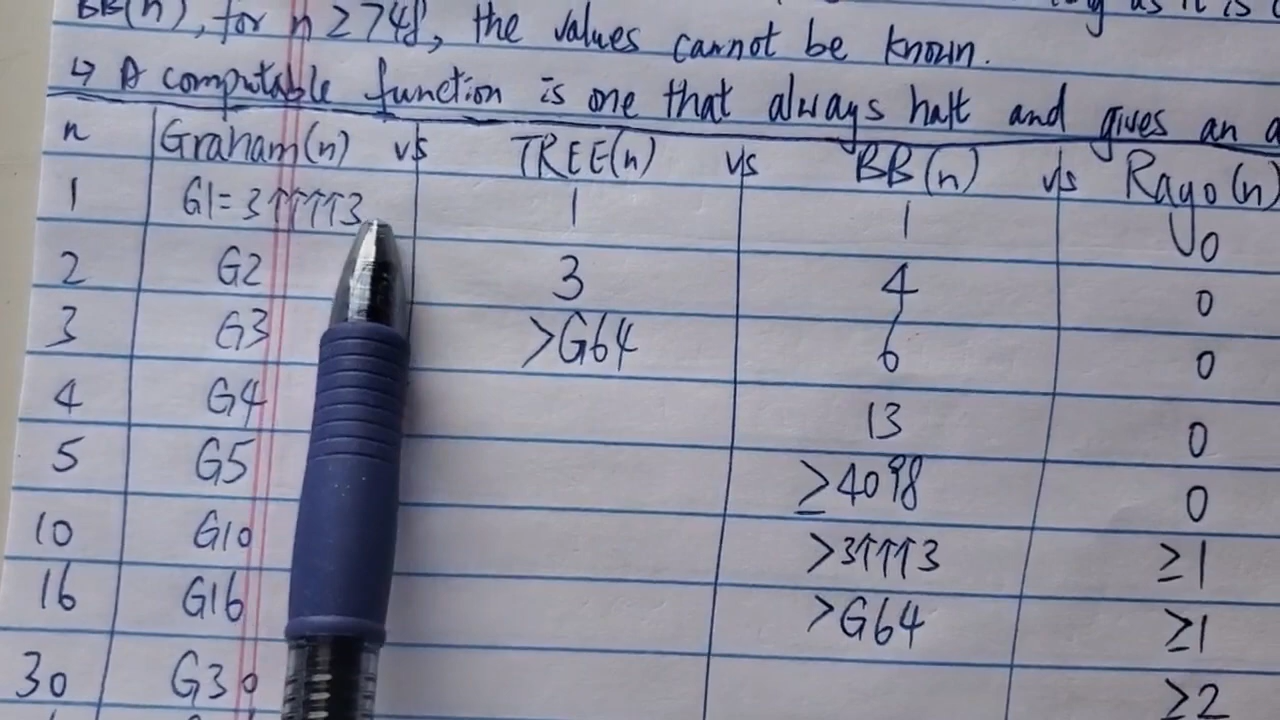 BB(n), for n ≥ 748, the values cannot be known.
↳ A computable function is one that always halt and gives an a
n Graham(n) vs TREE(n) vs BB(n) vs Rayo(n)
1 G1=3↑↑↑↑3 1 1 0
2 G2 3 4 0
3 G3 >G64 6 0
4 G4 13 0
5 G5 ≥4098 0
10 G10 >3↑↑↑3 ≥1
16 G16 >G64 ≥1
30 G30 ≥2